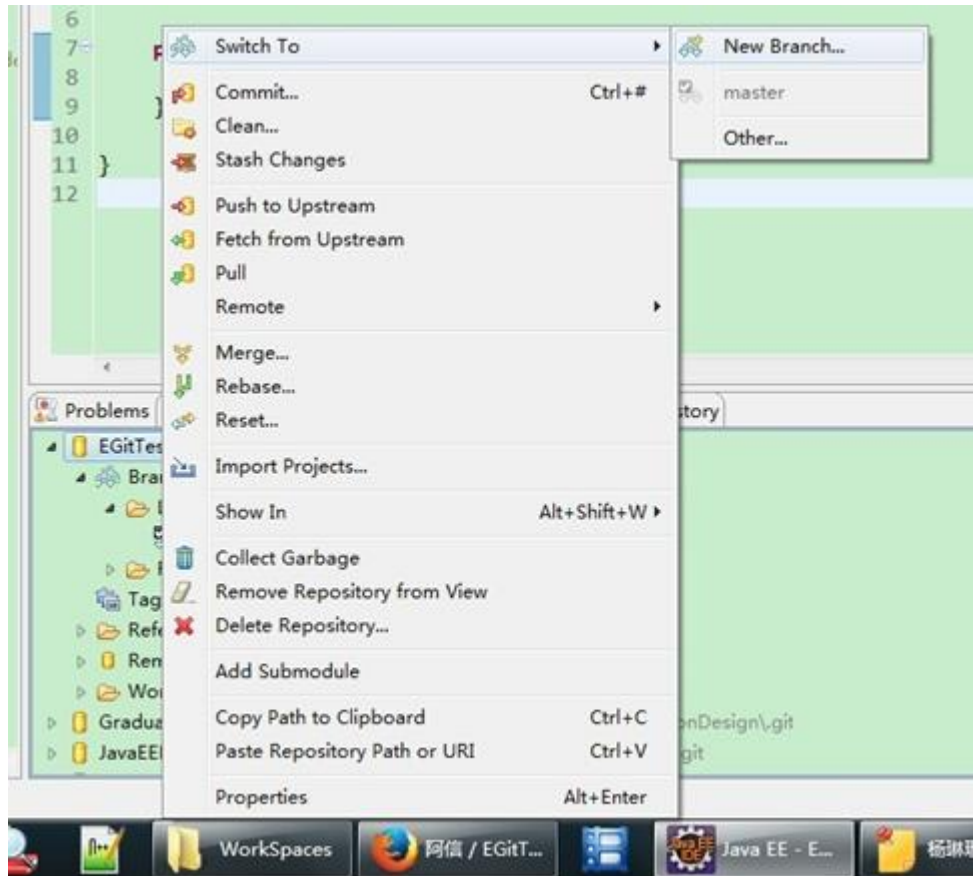 6
7
8
9 }
10
11 }
12
Switch To
New Branch...
Commit... Ctrl+#
master
Clean...
Other...
Stash Changes
Push to Upstream
Fetch from Upstream
Pull
Remote
Merge...
Rebase...
Reset...
Import Projects...
Show In Alt+Shift+W
Collect Garbage
Remove Repository from View
Delete Repository...
Add Submodule
Copy Path to Clipboard Ctrl+C
Paste Repository Path or URI Ctrl+V
Properties Alt+Enter
Problems
story
EGitTes
Bra
Tag
Refe
Rem
Wo
Gradua
onDesign\.git
JavaEE
git
WorkSpaces
阿信 / EGitT...
Java EE - E...